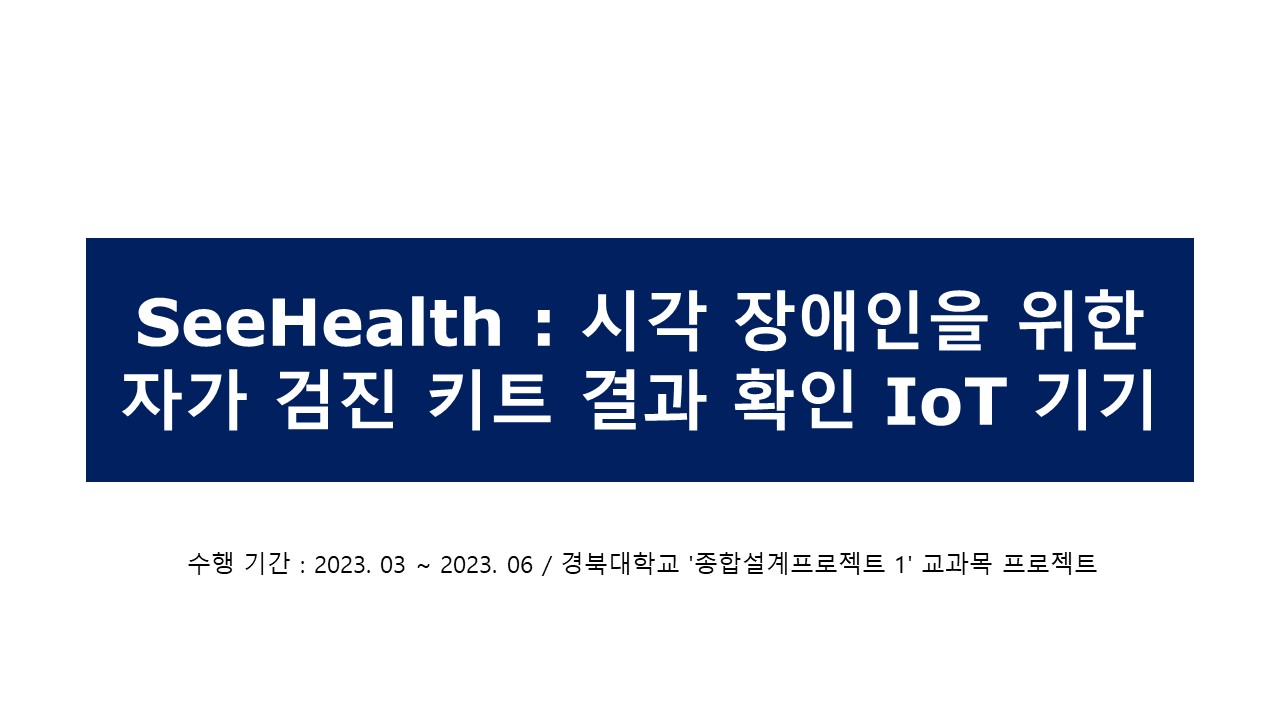 SeeHealth : 시각 장애인을 위한
자가 검진 키트 결과 확인 IoT 기기
수행 기간 : 2023. 03 ~ 2023. 06 / 경북대학교 '종합설계프로젝트 1' 교과목 프로젝트